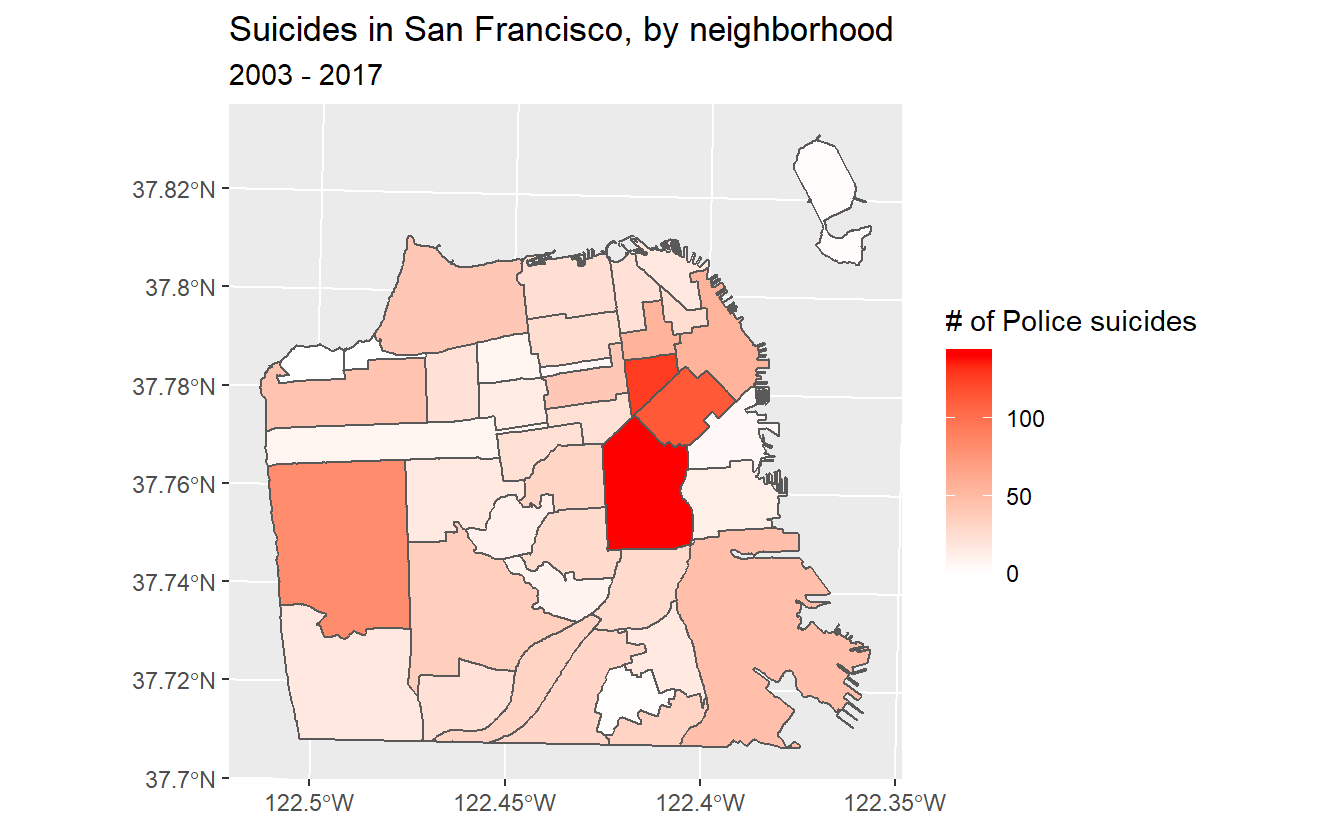 Suicides in San Francisco, by neighborhood
2003 - 2017
37.82°N
37.8°N
37.78°N
37.76°N
37.74°N
37.72°N
37.7°N
122.5°W
122.45°W
122.4°W
122.35°W
# of Police suicides
100
50
0